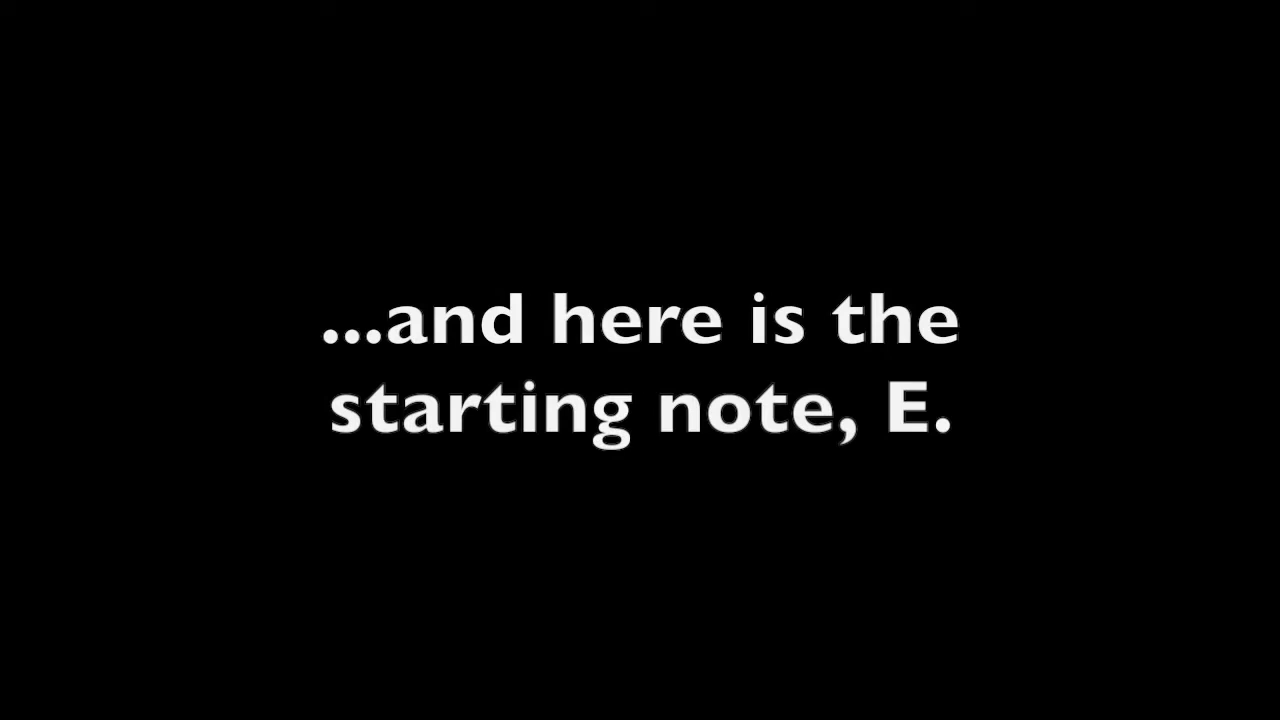 ...and here is the
starting note, E.